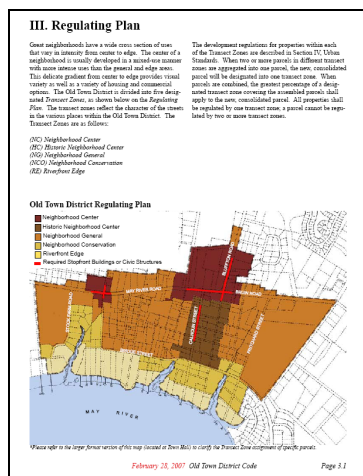 III. Regulating Plan
Great neighborhoods have a wide cross section of uses
that vary in intensity from center to edge. The center of a
neighborhood is usually developed in a mixed-use manner
with more intense uses than the general and edge areas.
This delicate gradient from center to edge provides visual
variety as well as a variety of housing and commercial
options. The Old Town District is divided into five desig-
nated Transect Zones, as shown below on the Regulating
Plan. The transect zones reflect the character of the streets
in the various places within the Old Town District. The
Transect Zones are as follows:
(NC) Neighborhood Center
(HC) Historic Neighborhood Center
(NG) Neighborhood General
(NCO) Neighborhood Conservation
(RE) Riverfront Edge
The development regulations for properties within each
of the Transect Zones are described in Section IV, Urban
Standards. When two or more parcels in different transect
zones are aggregated into one parcel, the new, consolidated
parcel will be designated into one transect zone. When
parcels are combined, the greatest percentage of a desig-
nated transect zone covering the assembled parcels shall
apply to the new, consolidated parcel. All properties shall
be regulated by one transect zone; a parcel cannot be regu-
lated by two or more transect zones.
Old Town District Regulating Plan
Neighborhood Center
Historic Neighborhood Center
Neighborhood General
Neighborhood Conservation
Riverfront Edge
Required Shopfront Buildings or Civic Structures
MAY RIVER ROAD
CALHOUN STREET
BRIDGE STREET
MAY RIVER
*Please refer to the larger format version of this map (located at Town Hall) to clarify the Transect Zone assignment of specific parcels.
February 28, 2007 Old Town District Code Page 3.1